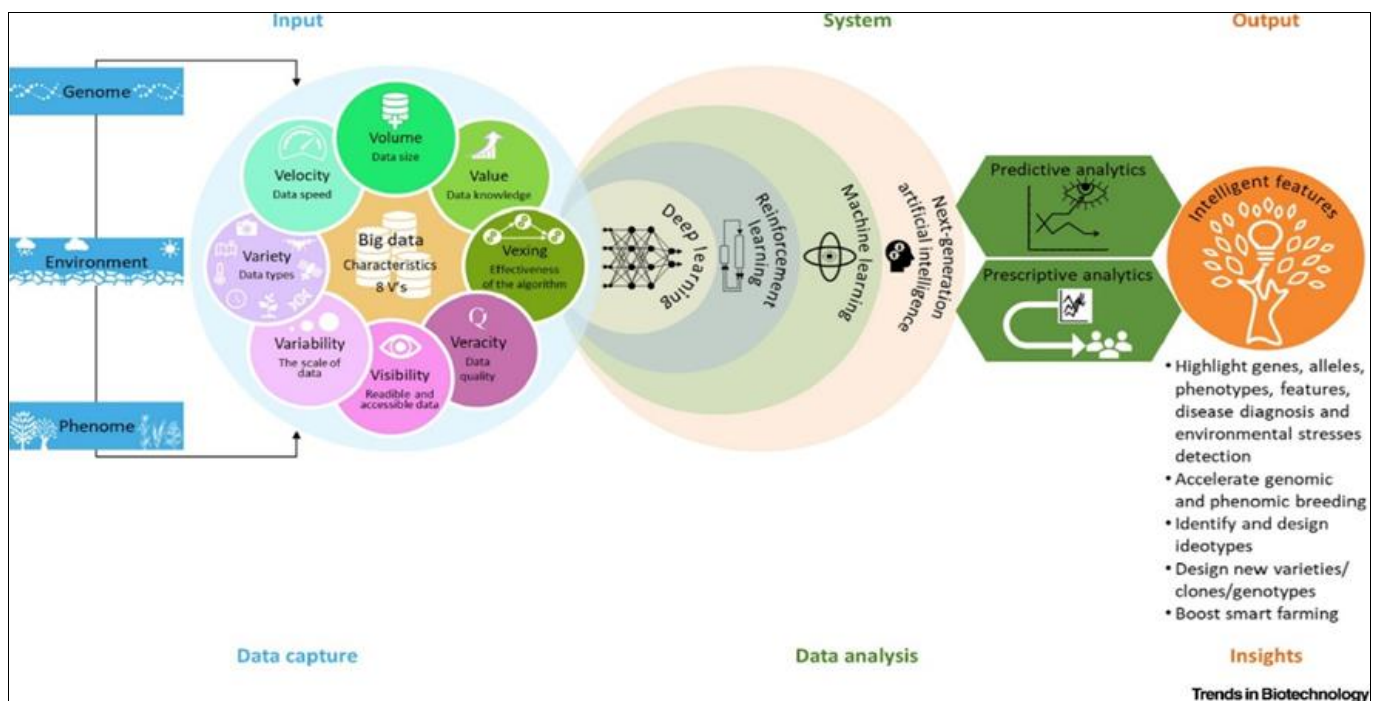 Input
System
Output
Genome
Environment
Phenome
Volume
Data size
Value
Data knowledge
Vexing
Effectiveness
of the algorithm
Veracity
Data
quality
Visibility
Readible and
accessible data
Variability
The scale of
data
Variety
Data types
Velocity
Data speed
Big data
Characteristics
8 V's
Q
Deep learning
Reinforcement
learning
Machine learning
Next-generation
artificial intelligence
Predictive analytics
Prescriptive analytics
Intelligent features
• Highlight genes, alleles,
phenotypes, features,
disease diagnosis and
environmental stresses
detection
• Accelerate genomic
and phenomic breeding
• Identify and design
ideotypes
• Design new varieties/
clones/genotypes
• Boost smart farming
Data capture
Data analysis
Insights
Trends in Biotechnology